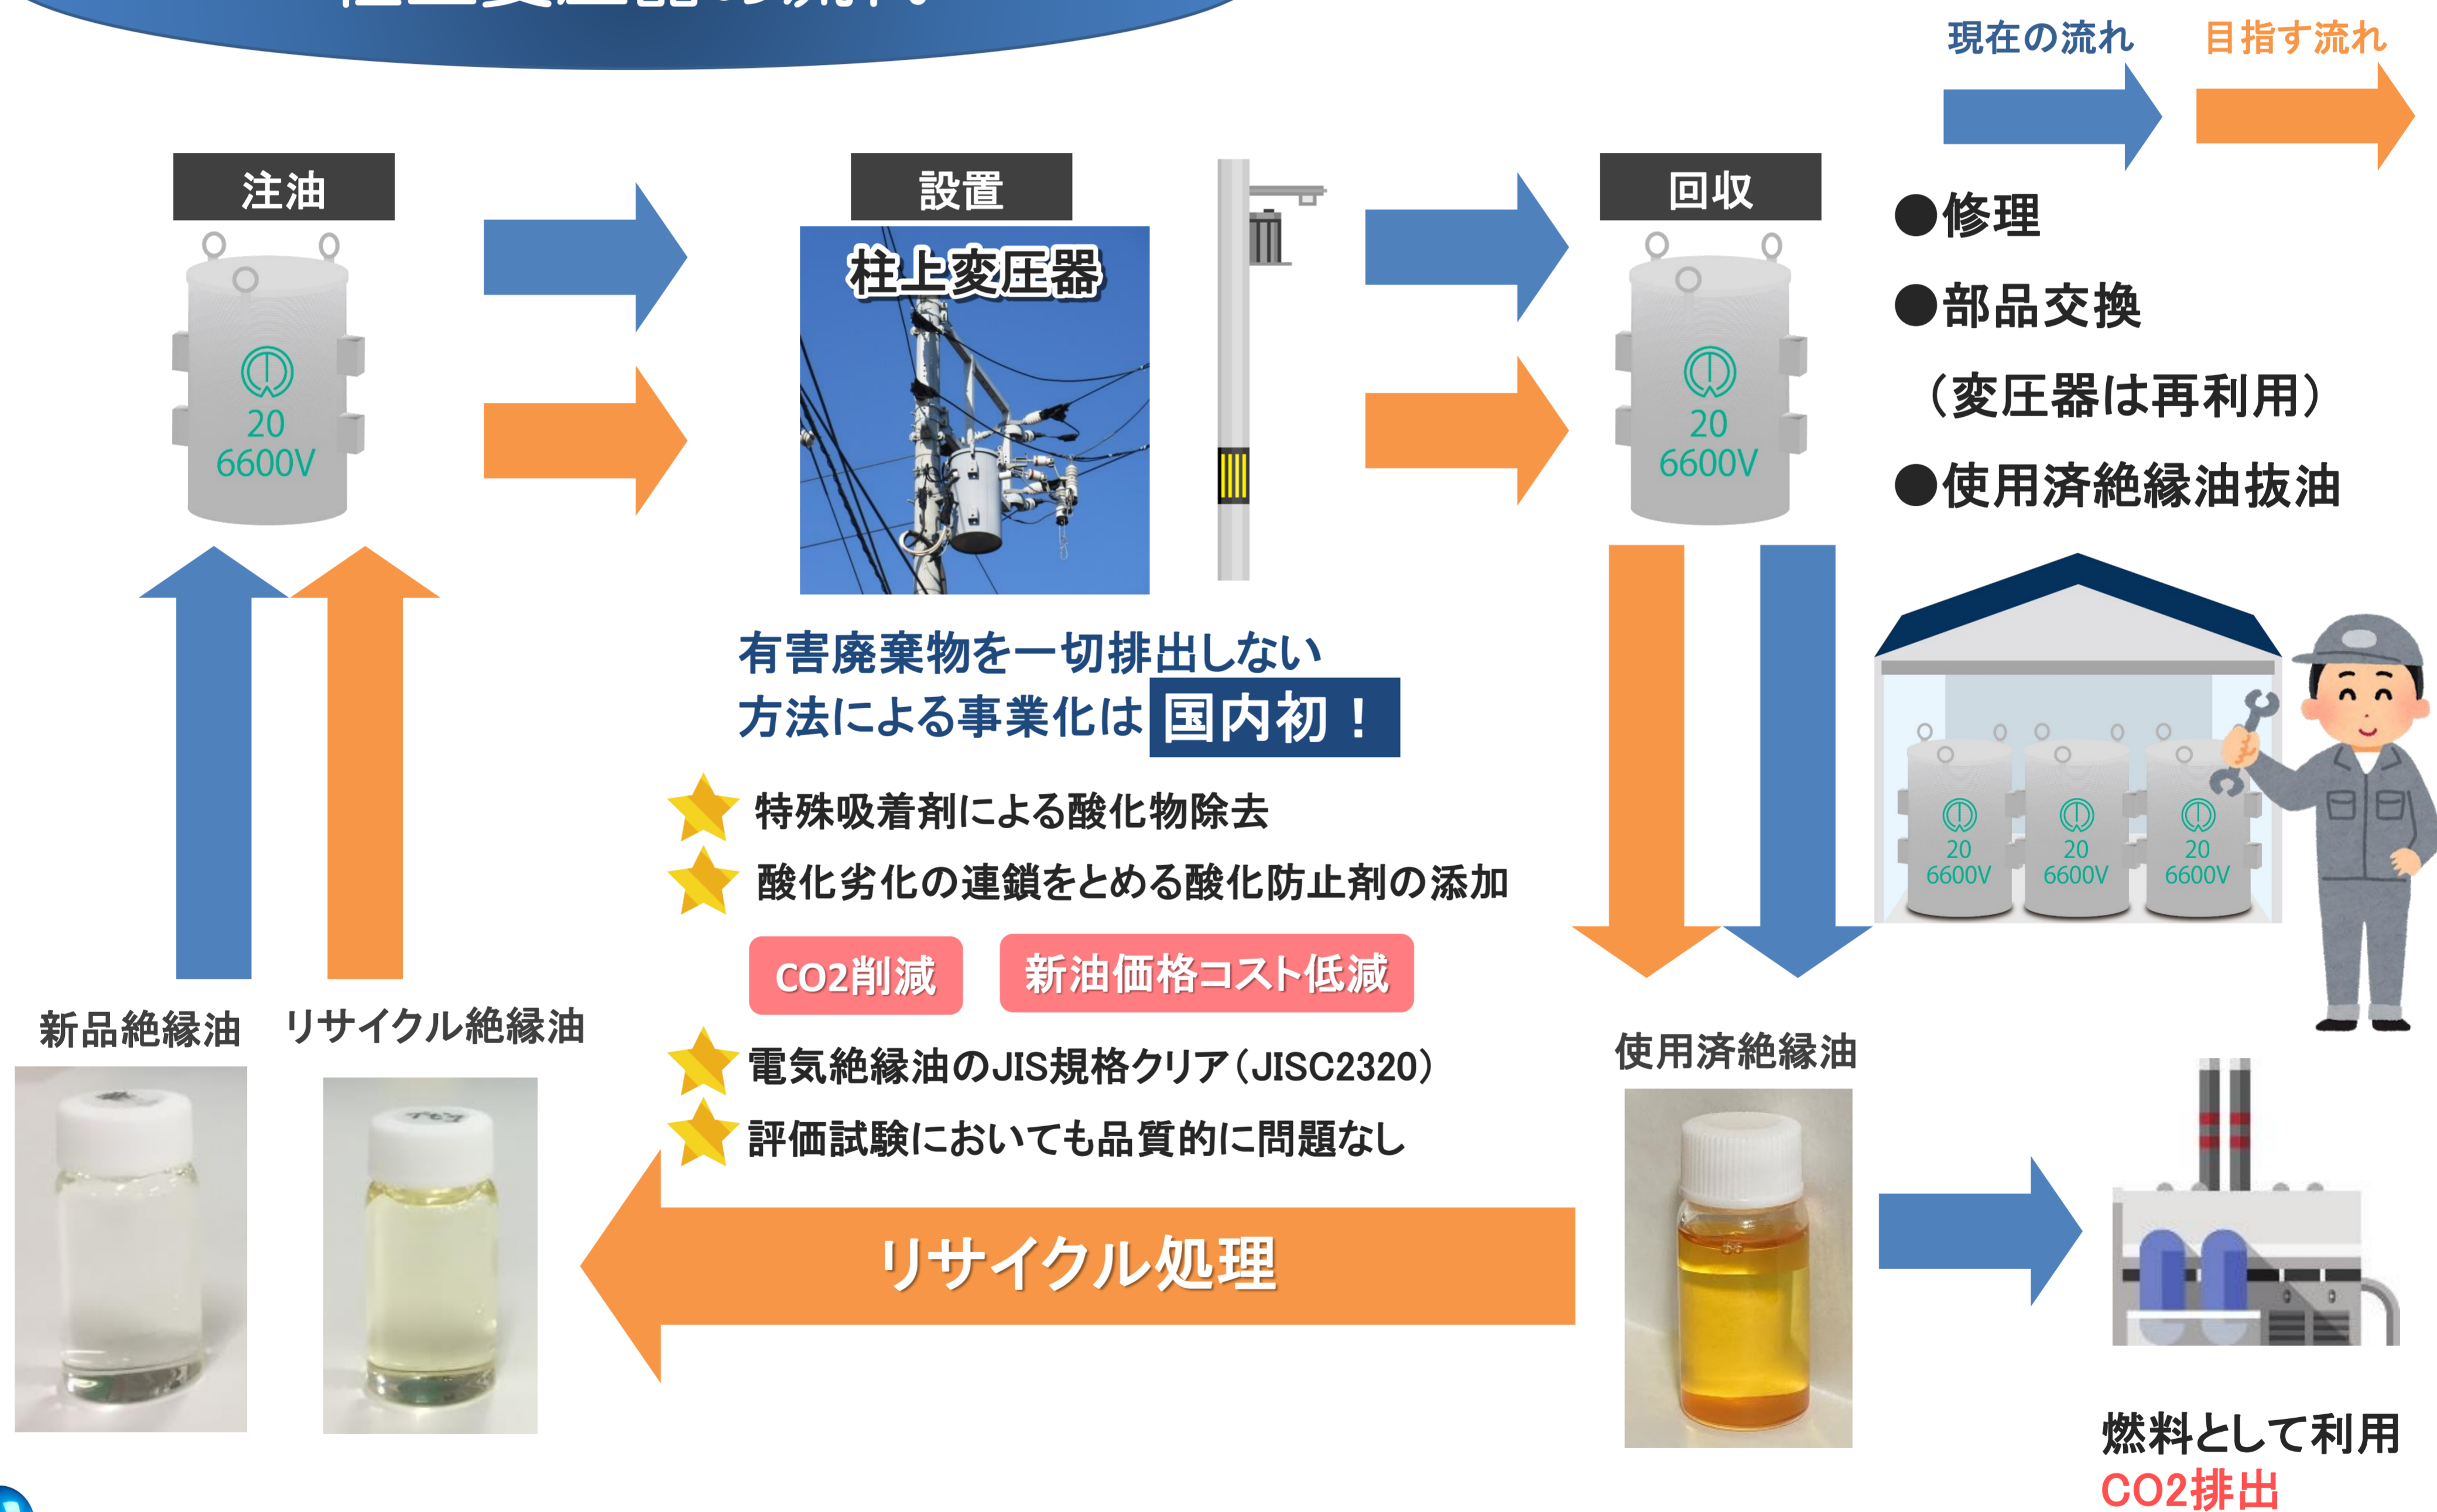 柱上変圧器の流れ
現在の流れ
目指す流れ
注油
設置
回収
柱上変圧器
20
6600V
20
6600V
●修理
●部品交換
(変圧器は再利用)
●使用済絶縁油抜油
有害廃棄物を一切排出しない
方法による事業化は 国内初!
特殊吸着剤による酸化物除去
酸化劣化の連鎖をとめる酸化防止剤の添加
CO2削減
新油価格コスト低減
電気絶縁油のJIS規格クリア(JISC2320)
評価試験においても品質的に問題なし
20
6600V
20
6600V
20
6600V
新品絶縁油
リサイクル絶縁油
使用済絶縁油
リサイクル処理
燃料として利用
CO2排出